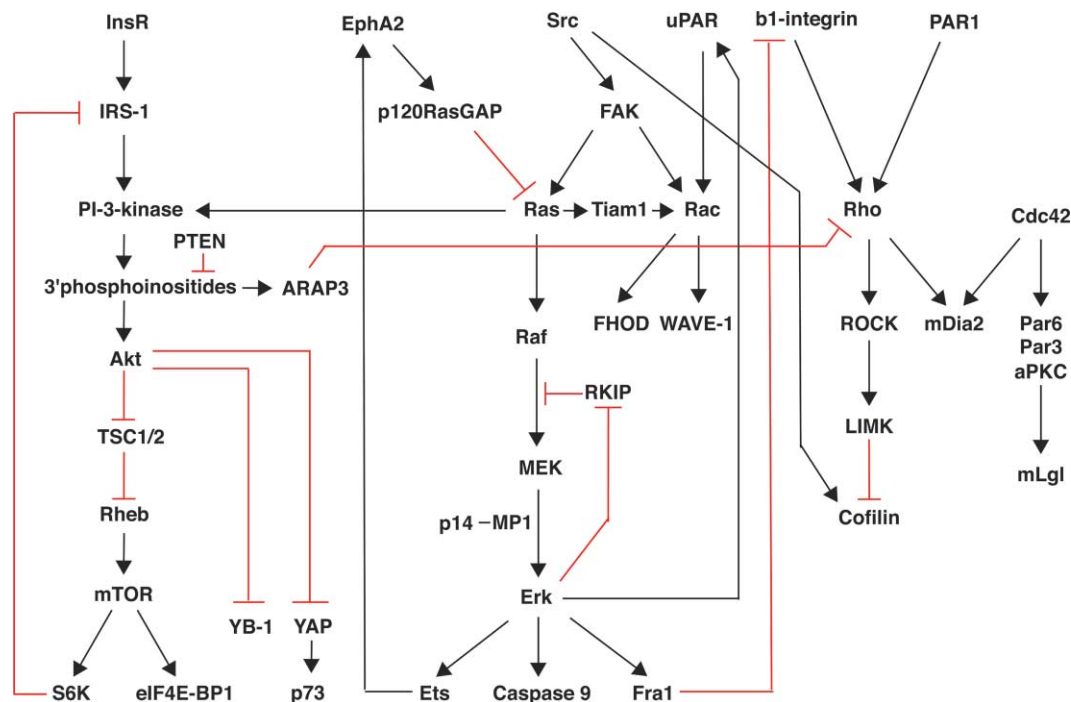 InsR
EphA2
Src
uPAR
b1-integrin
PAR1
IRS-1
p120RasGAP
FAK
PI-3-kinase
Ras
Tiam1
Rac
Rho
Cdc42
PTEN
3'phosphoinositides
ARAP3
Raf
FHOD
WAVE-1
ROCK
mDia2
Par6
Par3
aPKC
Akt
RKIP
TSC1/2
MEK
LIMK
mLgl
Rheb
p14 –MP1
Cofilin
mTOR
Erk
YB-1
YAP
S6K
eIF4E-BP1
p73
Ets
Caspase 9
Fra1